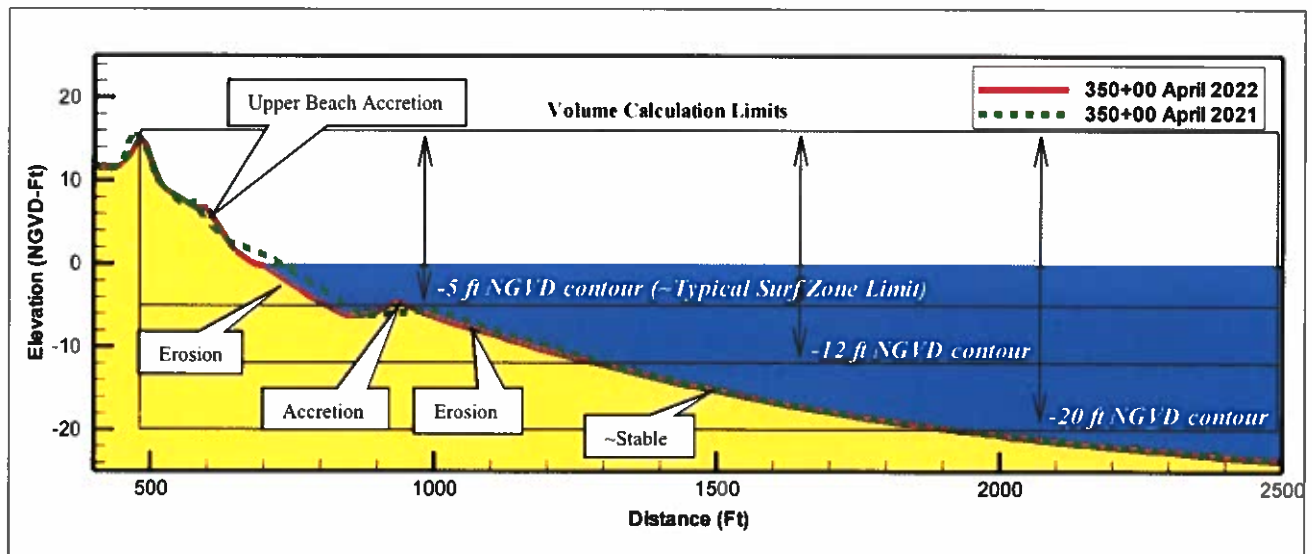 Upper Beach Accretion
Volume Calculation Limits
350+00 April 2022
350+00 April 2021
Elevation (NGVD-Ft)
20
10
0
-10
-20
-5 ft NGVD contour (~Typical Surf Zone Limit)
-12 ft NGVD contour
-20 ft NGVD contour
Erosion
Accretion
Erosion
~Stable
500
1000
1500
2000
2500
Distance (Ft)